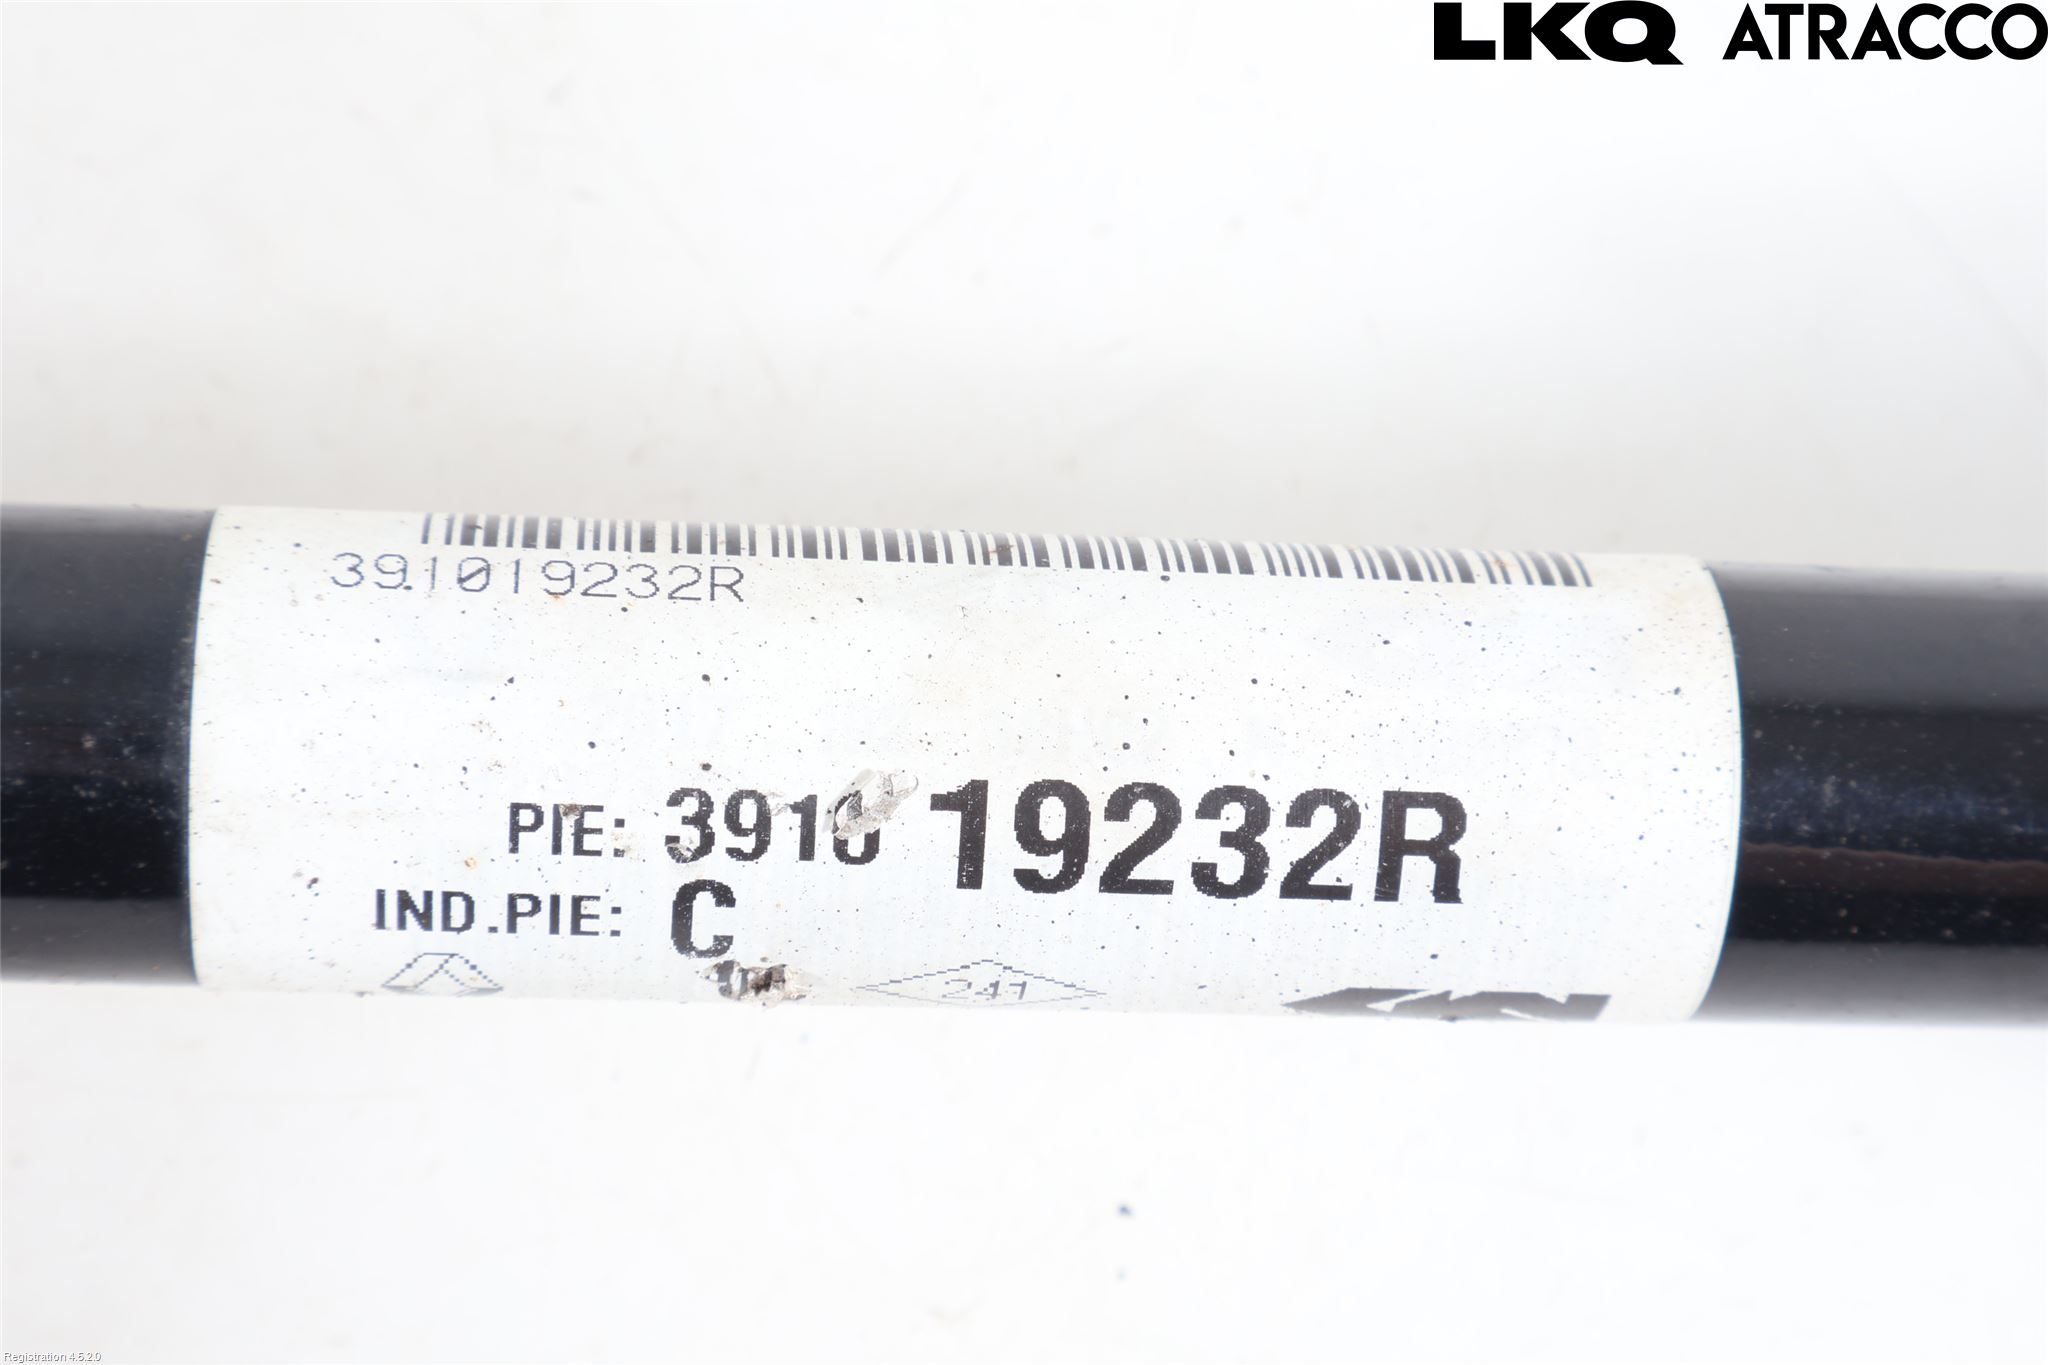 LKQ ATRACCO
391019232R
PIE: 3910 19232R
IND.PIE: C
241
Registration 4.5.2.0